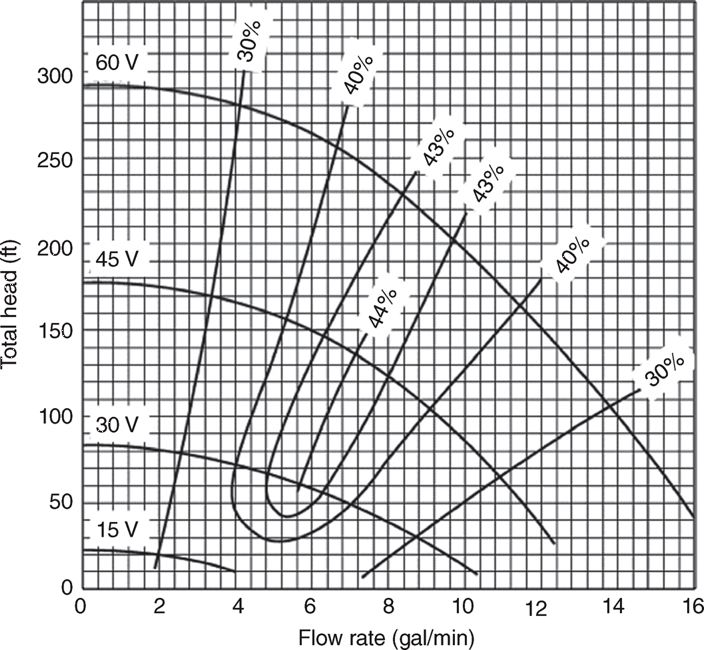 60 V
30%
40%
43%
43%
44%
40%
30%
45 V
30 V
15 V
300
250
200
150
100
50
0
0 2 4 6 8 10 12 14 16
Total head (ft)
Flow rate (gal/min)